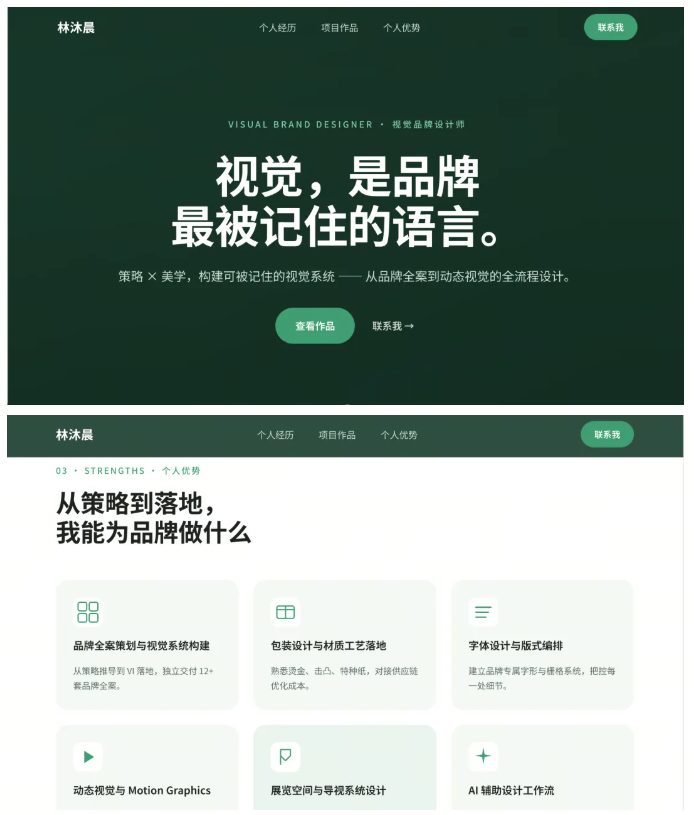 林沐晨
个人经历
项目作品
个人优势
联系我
VISUAL BRAND DESIGNER · 视觉品牌设计师
视觉，是品牌
最被记住的语言。
策略 × 美学，构建可被记住的视觉系统 —— 从品牌全案到动态视觉的全流程设计。
查看作品
联系我 →
林沐晨
个人经历
项目作品
个人优势
联系我
03 · STRENGTHS · 个人优势
从策略到落地，
我能为品牌做什么
品牌全案策划与视觉系统构建
从策略推导到 VI 落地，独立交付 12+
套品牌全案。
包装设计与材质工艺落地
熟悉烫金、击凸、特种纸，对接供应链
优化成本。
字体设计与版式编排
建立品牌专属字形与栅格系统，把控每
一处细节。
动态视觉与 Motion Graphics
展览空间与导视系统设计
AI 辅助设计工作流